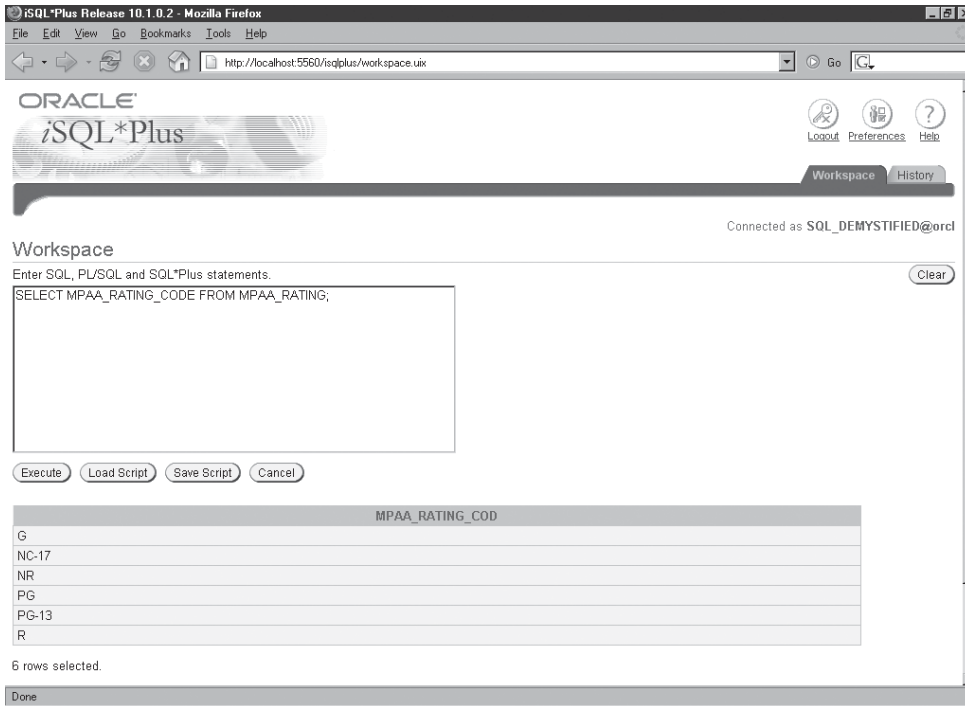 iSQL*Plus Release 10.1.0.2 - Mozilla Firefox
File Edit View Go Bookmarks Tools Help
http://localhost:5560/isqlplus/workspace.uix Go G
ORACLE
iSQL*Plus
Logout Preferences ? Help
Workspace History
Connected as SQL_DEMYSTIFIED@orcl
Workspace
Enter SQL, PL/SQL and SQL*Plus statements. Clear
SELECT MPAA_RATING_CODE FROM MPAA_RATING;
Execute Load Script Save Script Cancel
MPAA_RATING_COD
G
NC-17
NR
PG
PG-13
R
6 rows selected.
Done